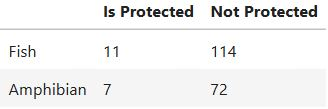 Is Protected Not Protected
Fish 11 114
Amphibian 7 72